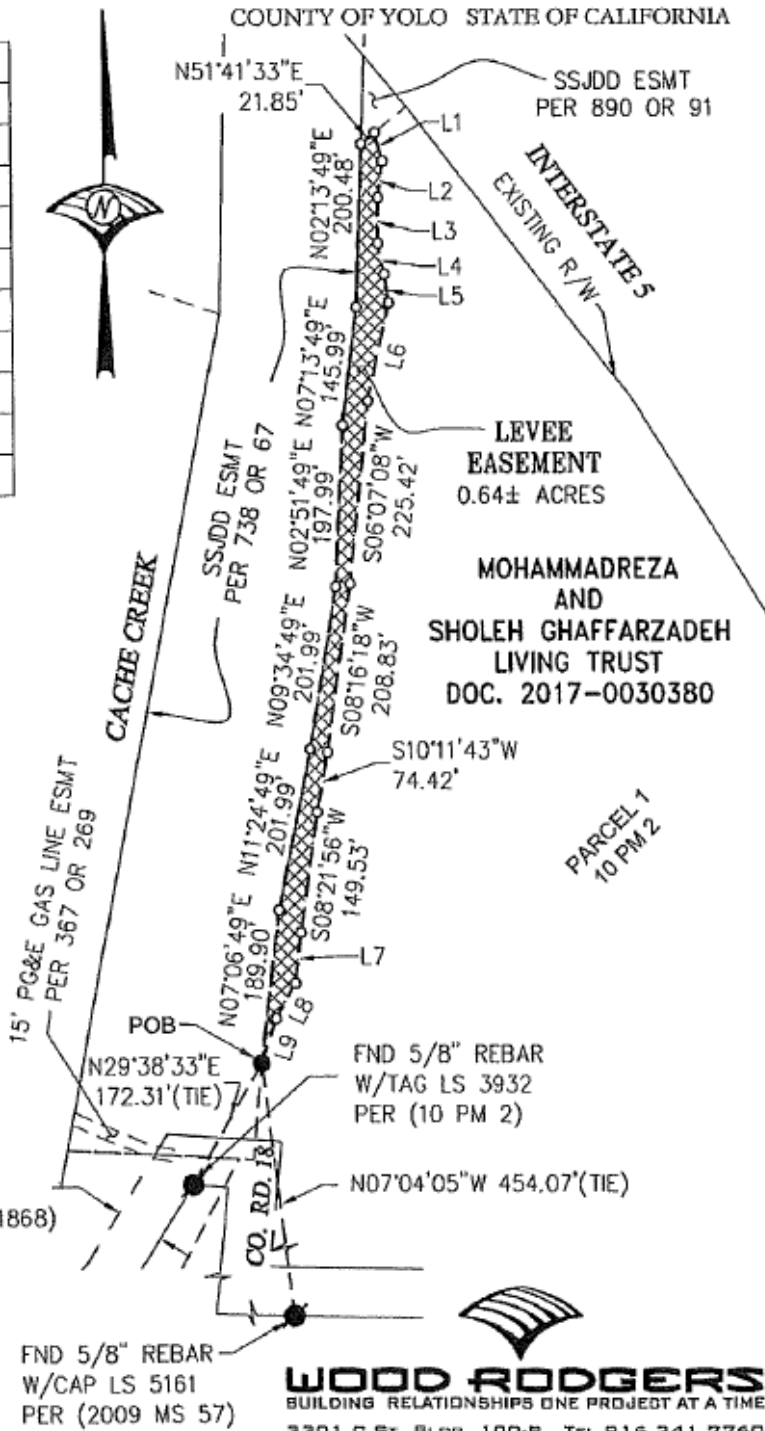 COUNTY OF YOLO STATE OF CALIFORNIA
N51°41'33"E
21.85'
SSJDD ESMT
PER 890 OR 91
L1
N02°13'49"E
200.48'
L2
L3
L4
L5
INTERSTATE 5
EXISTING R/W
N
L6
N07°13'49"E
145.99'
LEVEE
EASEMENT
0.64± ACRES
SSJDD ESMT
PER 738 OR 67
N02°51'49"E
197.99'
S06°07'08"W
225.42'
CACHE CREEK
MOHAMMADREZA
AND
SHOLEH GHAFFARZADEH
LIVING TRUST
DOC. 2017-0030380
N09°34'49"E
201.99'
S08°16'18"W
208.83'
S10°11'43"W
74.42'
N11°24'49"E
201.99'
PARCEL 1
10 PM 2
15' PG&E GAS LINE ESMT
PER 367 OR 269
S08°21'56"W
149.53'
N07°06'49"E
189.90'
L7
L8
L9
POB
N29°38'33"E
172.31'(TIE)
FND 5/8" REBAR
W/TAG LS 3932
PER (10 PM 2)
CO. RD. 18
N07°04'05"W 454.07'(TIE)
1868)
FND 5/8" REBAR
W/CAP LS 5161
PER (2009 MS 57)
WOOD RODGERS
BUILDING RELATIONSHIPS ONE PROJECT AT A TIME
3301 C St, Bldg. 100-B Tel 916.341.7760